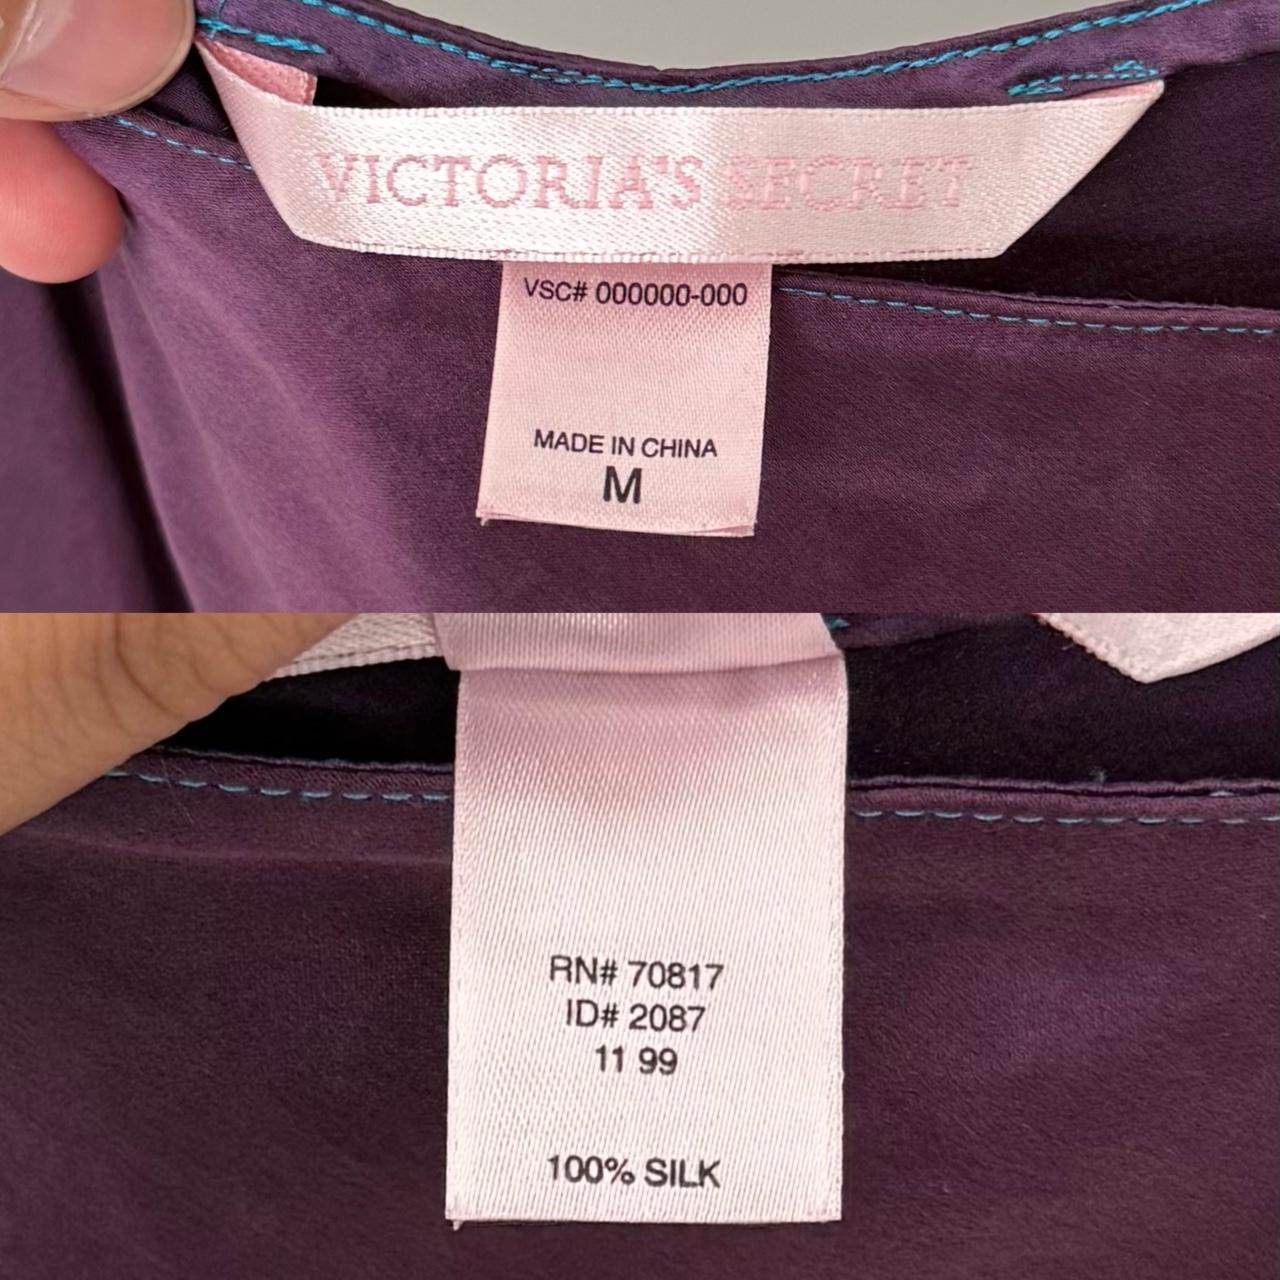 VICTORIA'S SECRET
VSC# 000000-000
MADE IN CHINA
M
RN# 70817
ID# 2087
11 99
100% SILK